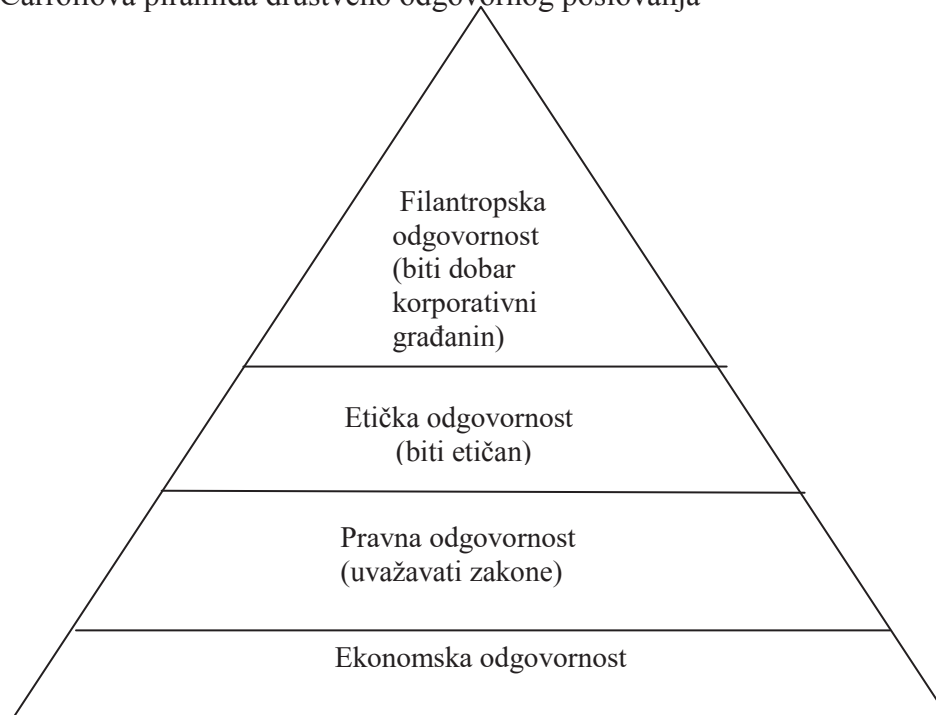 Carrollova piramida društveno odgovornog poslovanja
Filantropska
odgovornost
(biti dobar
korporativni
građanin)
Etička odgovornost
(biti etičan)
Pravna odgovornost
(uvažavati zakone)
Ekonomska odgovornost